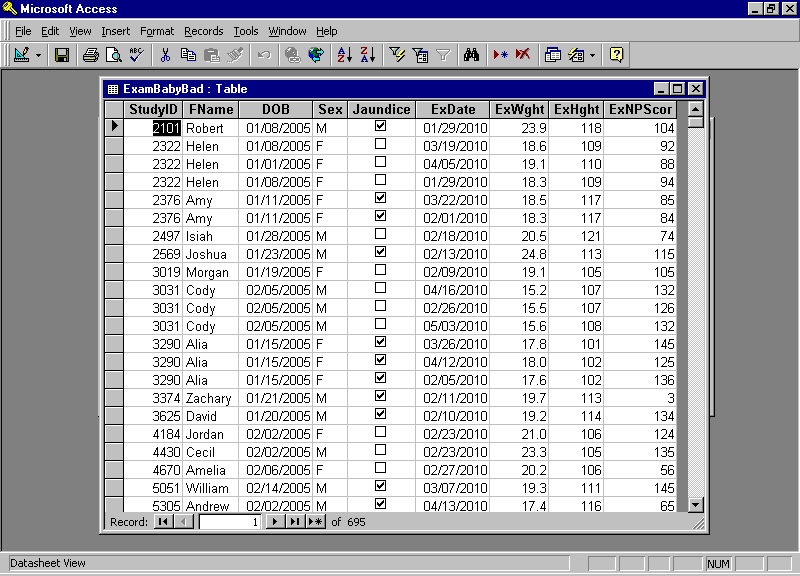 Microsoft Access
File Edit View Insert Format Records Tools Window Help
ExamBabyBad : Table
StudyID FName DOB Sex Jaundice ExDate ExWght ExHght ExNPScor
2101 Robert 01/08/2005 M 01/29/2010 23.9 118 104
2322 Helen 01/08/2005 F 03/19/2010 18.6 109 92
2322 Helen 01/01/2005 F 04/05/2010 19.1 110 88
2322 Helen 01/08/2005 F 01/29/2010 18.3 109 94
2376 Amy 01/11/2005 F 03/22/2010 18.5 117 85
2376 Amy 01/11/2005 F 02/01/2010 18.3 117 84
2497 Isiah 01/28/2005 M 02/18/2010 20.5 121 74
2569 Joshua 01/23/2005 M 02/13/2010 24.8 113 115
3019 Morgan 01/19/2005 F 02/09/2010 19.1 105 105
3031 Cody 02/05/2005 M 04/16/2010 15.2 107 132
3031 Cody 02/05/2005 M 02/26/2010 15.5 107 126
3031 Cody 02/05/2005 M 05/03/2010 15.6 108 132
3290 Alia 01/15/2005 F 03/26/2010 17.8 101 145
3290 Alia 01/15/2005 F 04/12/2010 18.0 102 125
3290 Alia 01/15/2005 F 02/05/2010 17.6 102 136
3374 Zachary 01/21/2005 M 02/11/2010 19.7 113 3
3625 David 01/20/2005 M 02/10/2010 19.2 114 134
4184 Jordan 02/02/2005 F 02/23/2010 21.0 106 124
4430 Cecil 02/02/2005 M 02/23/2010 23.3 105 135
4670 Amelia 02/06/2005 F 02/27/2010 20.2 106 56
5051 William 02/14/2005 M 03/07/2010 19.3 111 145
5305 Andrew 02/02/2005 M 04/13/2010 17.4 116 65
Record: 1 of 695
Datasheet View NUM